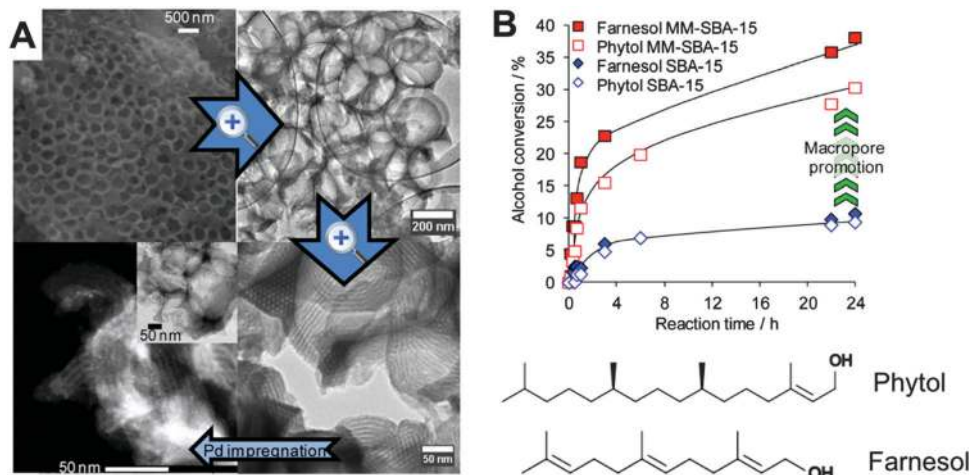 A
500 nm
200 nm
50 nm
Pd impregnation
50 nm
50 nm
B
Farnesol MM-SBA-15
Phytol MM-SBA-15
Farnesol SBA-15
Phytol SBA-15
Alcohol conversion / %
40
35
30
25
20
15
10
5
0
Macropore
promotion
0 4 8 12 16 20 24
Reaction time / h
OH
Phytol
OH
Farnesol